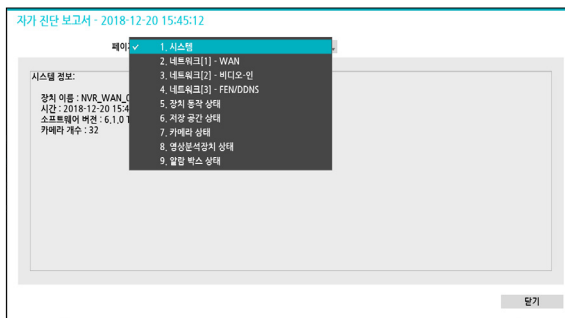 자가 진단 보고서 - 2018-12-20 15:45:12
1. 시스템
2. 네트워크[1] - WAN
3. 네트워크[2] - 비디오-인
4. 네트워크[3] - FEN/DDNS
5. 장치 동작 상태
6. 저장 공간 상태
7. 카메라 상태
8. 영상분석장치 상태
9. 알람 박스 상태
시스템 정보:
장치 이름 : NVR_WAN_
시간 : 2018-12-20 15:4
소프트웨어 버전 : 6.1.0
카메라 개수 : 32
닫기